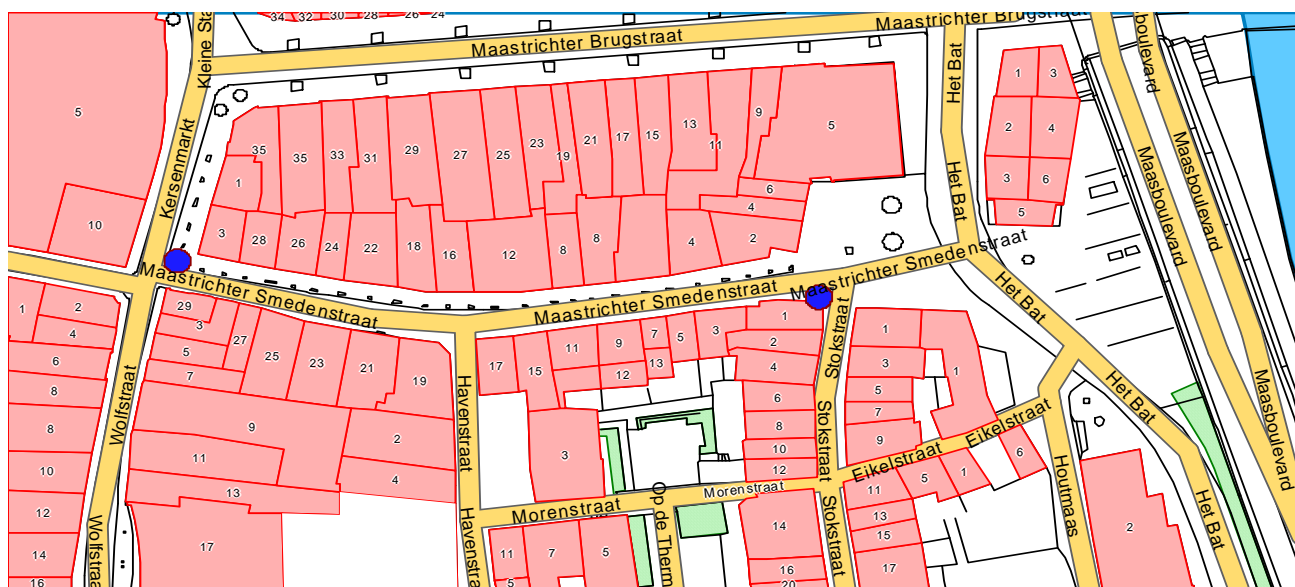 34 32 30 28 26 24
Maastrichter Brugstraat
Maastrichter Brugstraat
Kleine Sta
Kersenmarkt
Het Bat
Het Bat
Maasboulevard
Maasboulevard
Maasboulevard
Maasboulevard
5
10
35 35 33 31 29 27 25 23 19 21 17 15 13 11 9 5
1
6
4
3 28 26 24 22 18 16 12 8 8 4 2
1 3
2 4
3 6
5
Maastrichter Smedenstraat
Maastrichter Smedenstraat
Maastrichter Smedenstraat
Het Bat
Het Bat
Het Bat
1 2
4
6
8
8
10
12
14
16
Wolfstraat
Wolfstraat
29
3
5
7
27 25 23 21 19
9
11
13
17
2
4
Havenstraat
Havenstraat
17 15 11 9 7 5 3 1
12 13
3
2
4
6
8
10
12
Stokstraat
Stokstraat
Stokstraat
1
3
5
7
9
1
Eikelstraat
Eikelstraat
11 5 1 6
13
15
17
Houtmaas
2
Morenstraat
Morenstraat
Op de Therm
11 7 5
5
14
16
20